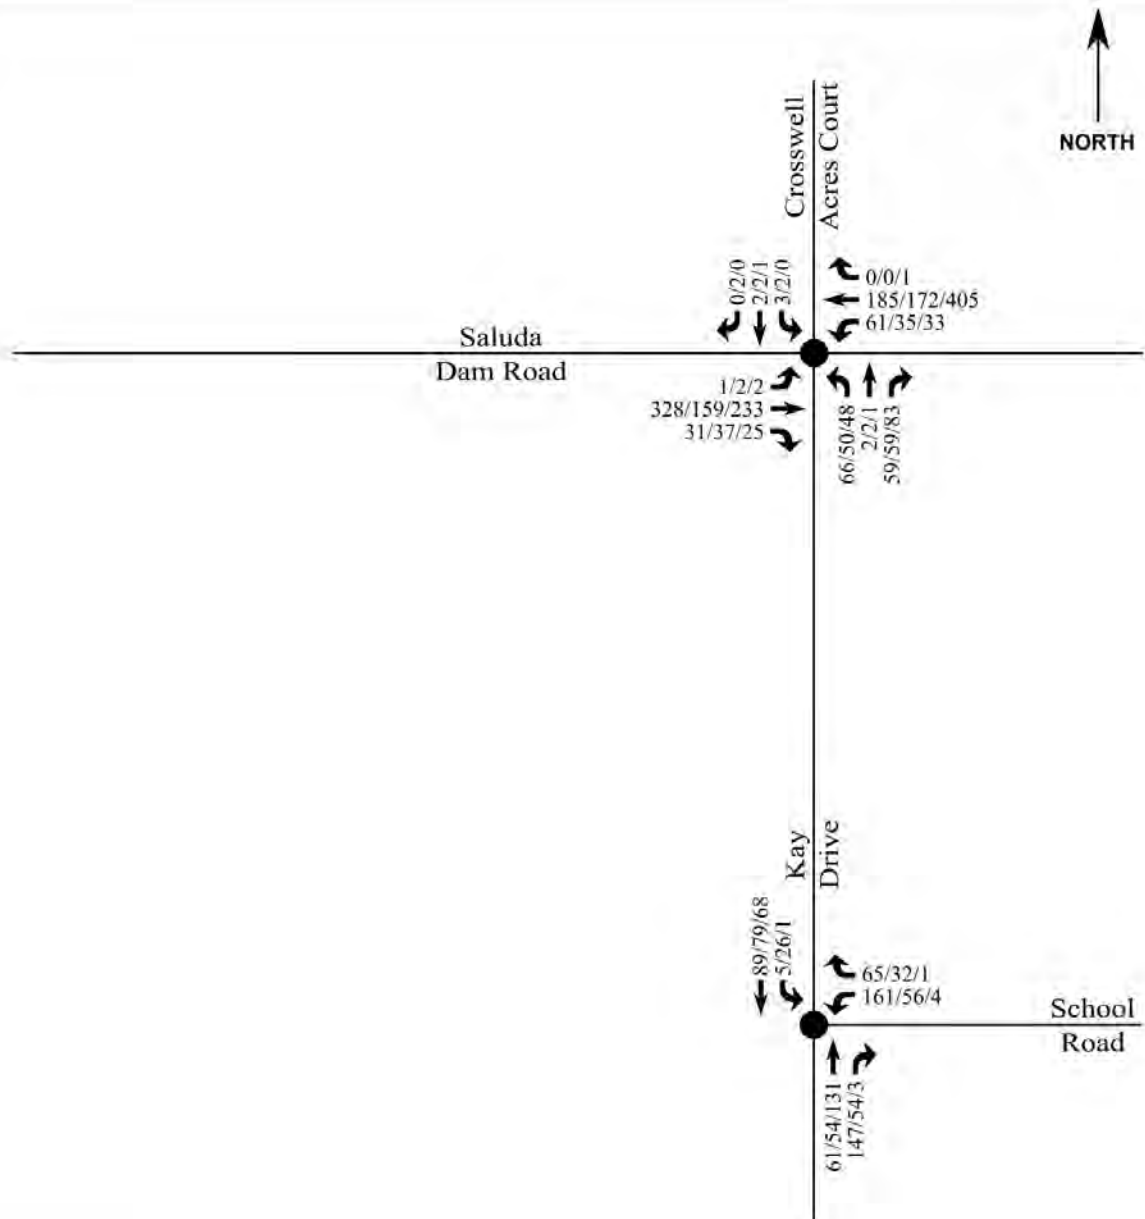 NORTH
Crosswell
Acres Court
0/2/0
2/2/1
3/2/0
0/0/1
185/172/405
61/35/33
Saluda
Dam Road
1/2/2
328/159/233
31/37/25
66/50/48
2/2/1
59/59/83
Kay
Drive
89/79/68
5/26/1
65/32/1
161/56/4
School
Road
61/54/131
147/54/3